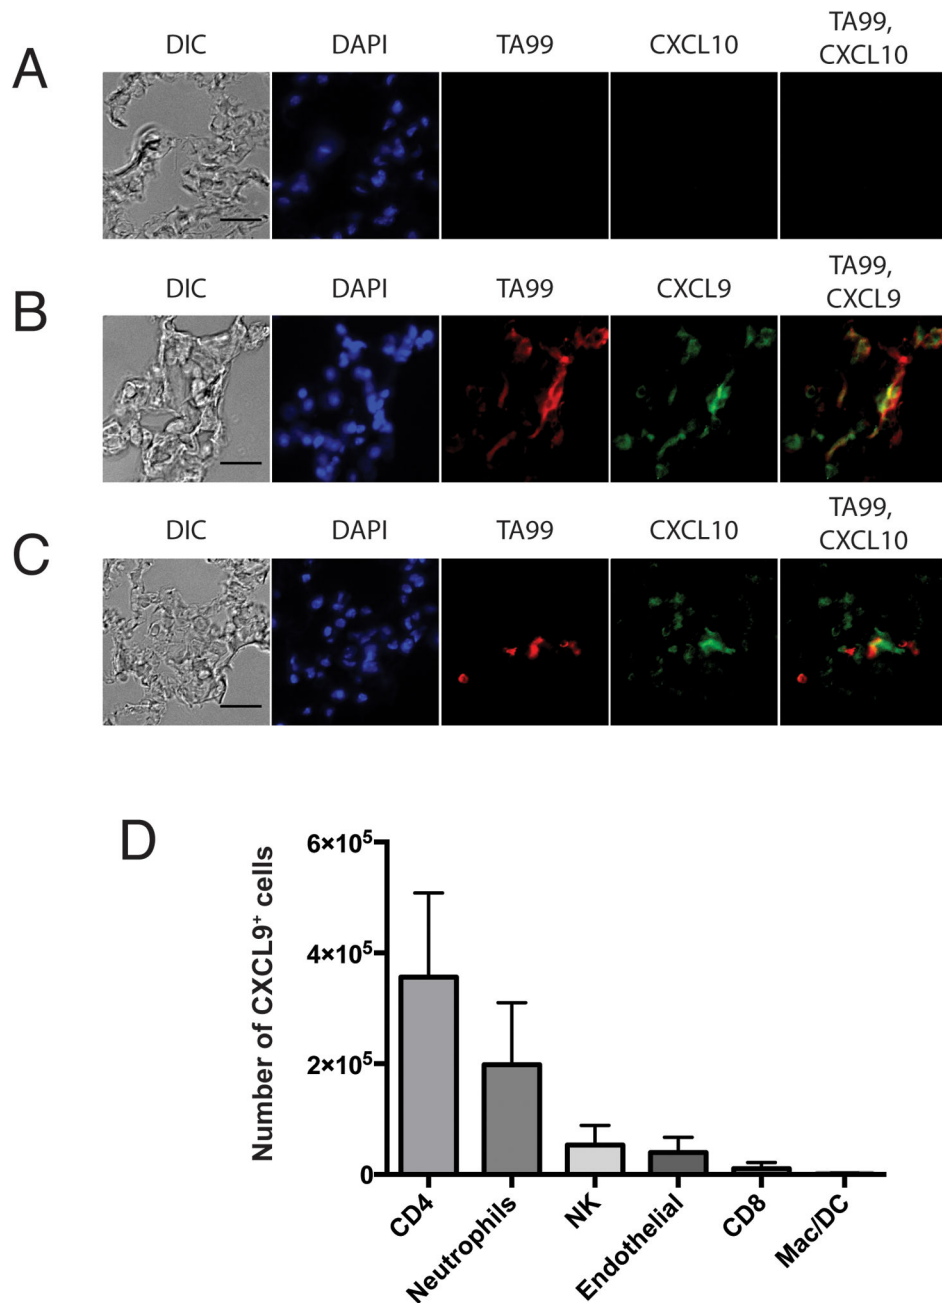 A
DIC
DAPI
TA99
CXCL10
TA99,
CXCL10
B
DIC
DAPI
TA99
CXCL9
TA99,
CXCL9
C
DIC
DAPI
TA99
CXCL10
TA99,
CXCL10
D
Number of CXCL9⁺ cells
6×10⁵
4×10⁵
2×10⁵
0
CD4
Neutrophils
NK
Endothelial
CD8
Mac/DC